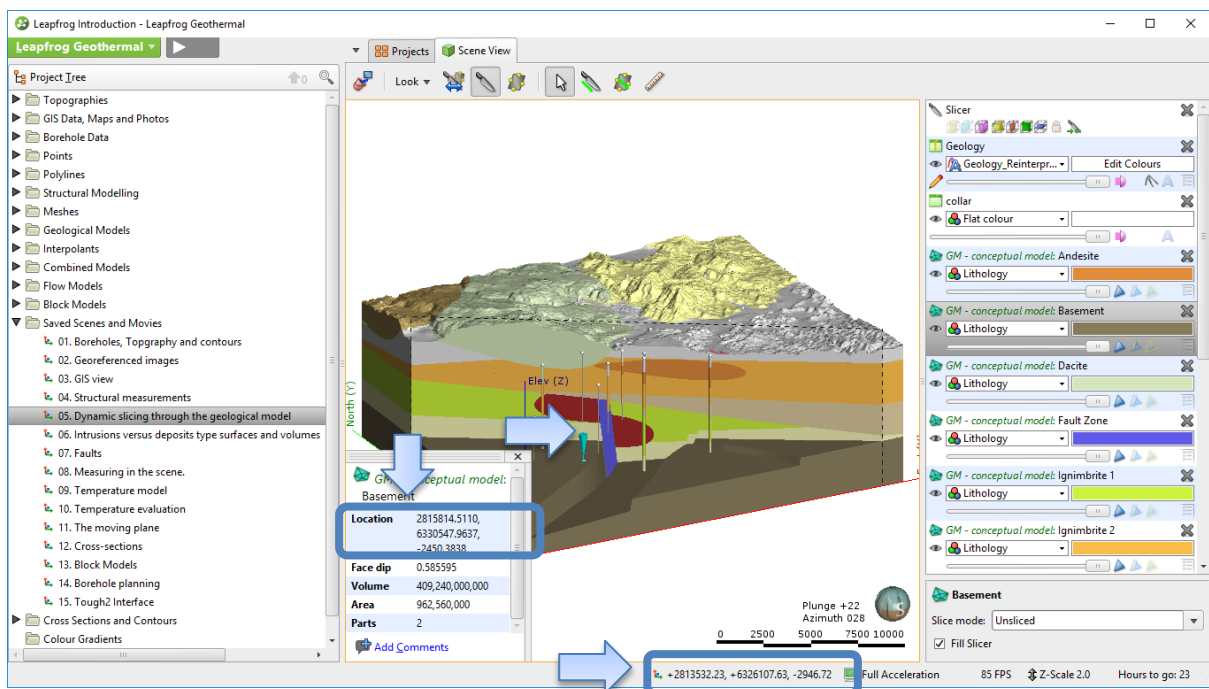 Leapfrog Introduction - Leapfrog Geothermal
Leapfrog Geothermal
Project Tree
0
Topographies
GIS Data, Maps and Photos
Borehole Data
Points
Polylines
Structural Modelling
Meshes
Geological Models
Interpolants
Combined Models
Flow Models
Block Models
Saved Scenes and Movies
01. Boreholes, Topgraphy and contours
02. Georeferenced images
03. GIS view
04. Structural measurements
05. Dynamic slicing through the geological model
06. Intrusions versus deposits type surfaces and volumes
07. Faults
08. Measuring in the scene.
09. Temperature model
10. Temperature evaluation
11. The moving plane
12. Cross-sections
13. Block Models
14. Borehole planning
15. Tough2 Interface
Cross Sections and Contours
Colour Gradients
Projects
Scene View
Look
Elev (Z)
North (Y)
conceptual model:
Basement
Location 2815814.5110,
6330547.9637,
-2450.3838
Face dip 0.585595
Volume 409,240,000,000
Area 962,560,000
Parts 2
Add Comments
Plunge +22
Azimuth 028
0 2500 5000 7500 10000
S
Slicer
Geology
Geology_Reinterpr...
Edit Colours
collar
Flat colour
GM - conceptual model: Andesite
Lithology
GM - conceptual model: Basement
Lithology
GM - conceptual model: Dacite
Lithology
GM - conceptual model: Fault Zone
Lithology
GM - conceptual model: Ignimbrite 1
Lithology
GM - conceptual model: Ignimbrite 2
Lithology
Basement
Slice mode: Unsliced
Fill Slicer
+2813532.23, +6326107.63, -2946.72
Full Acceleration
85 FPS
Z-Scale 2.0
Hours to go: 23